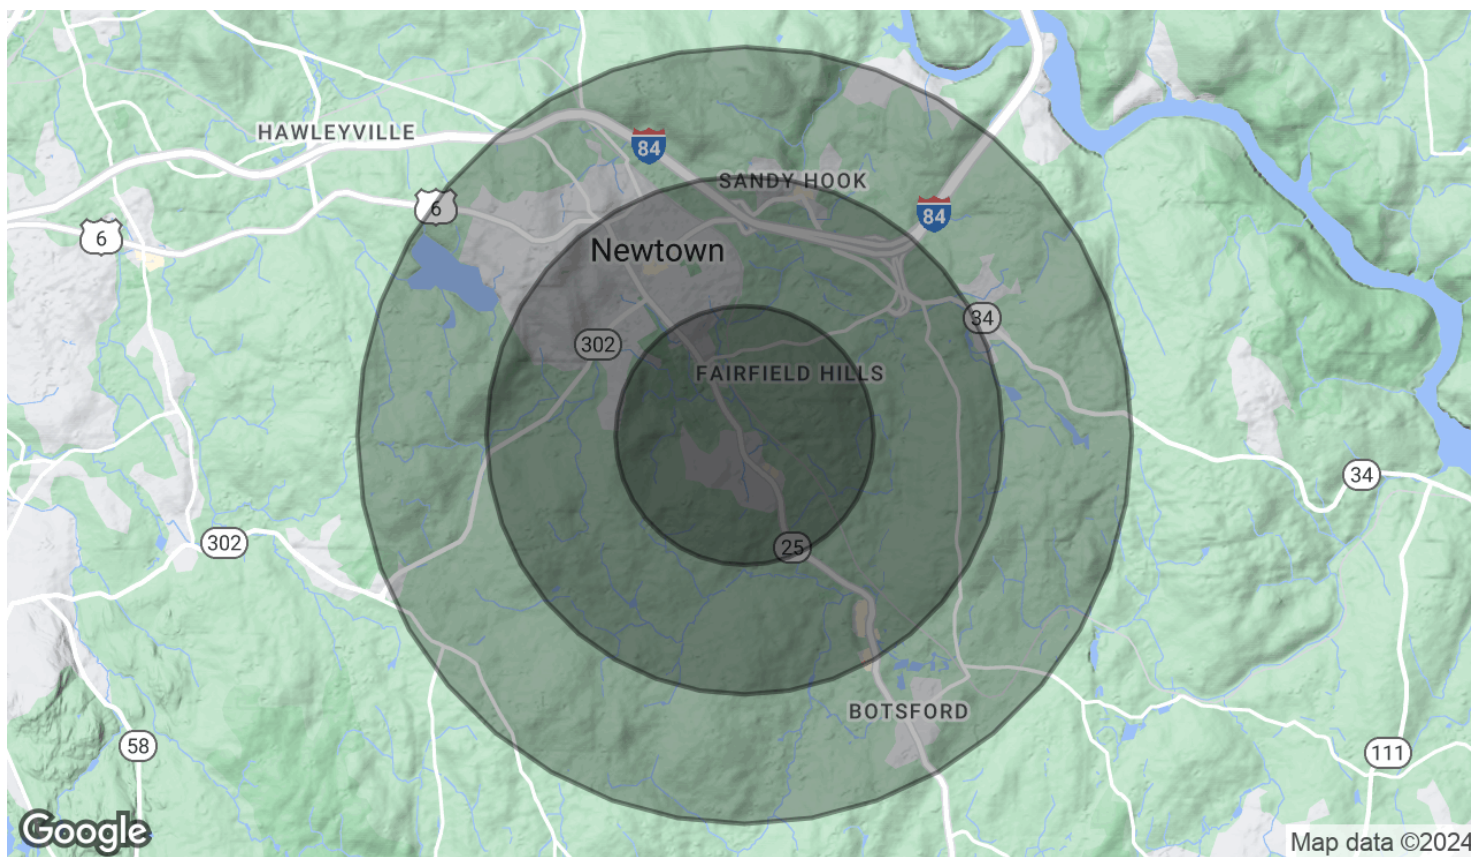 HAWLEYVILLE
84
SANDY HOOK
6
84
6
Newtown
34
302
FAIRFIELD HILLS
34
302
25
BOTSFORD
58
111
Google
Map data ©2024